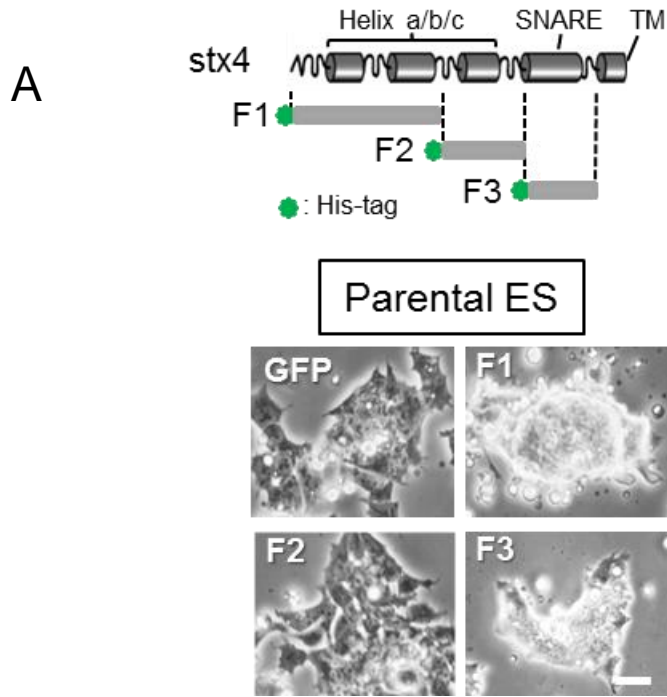 A
Helix a/b/c
SNARE
TM
stx4
F1
F2
F3
: His-tag
Parental ES
GFP
F1
F2
F3